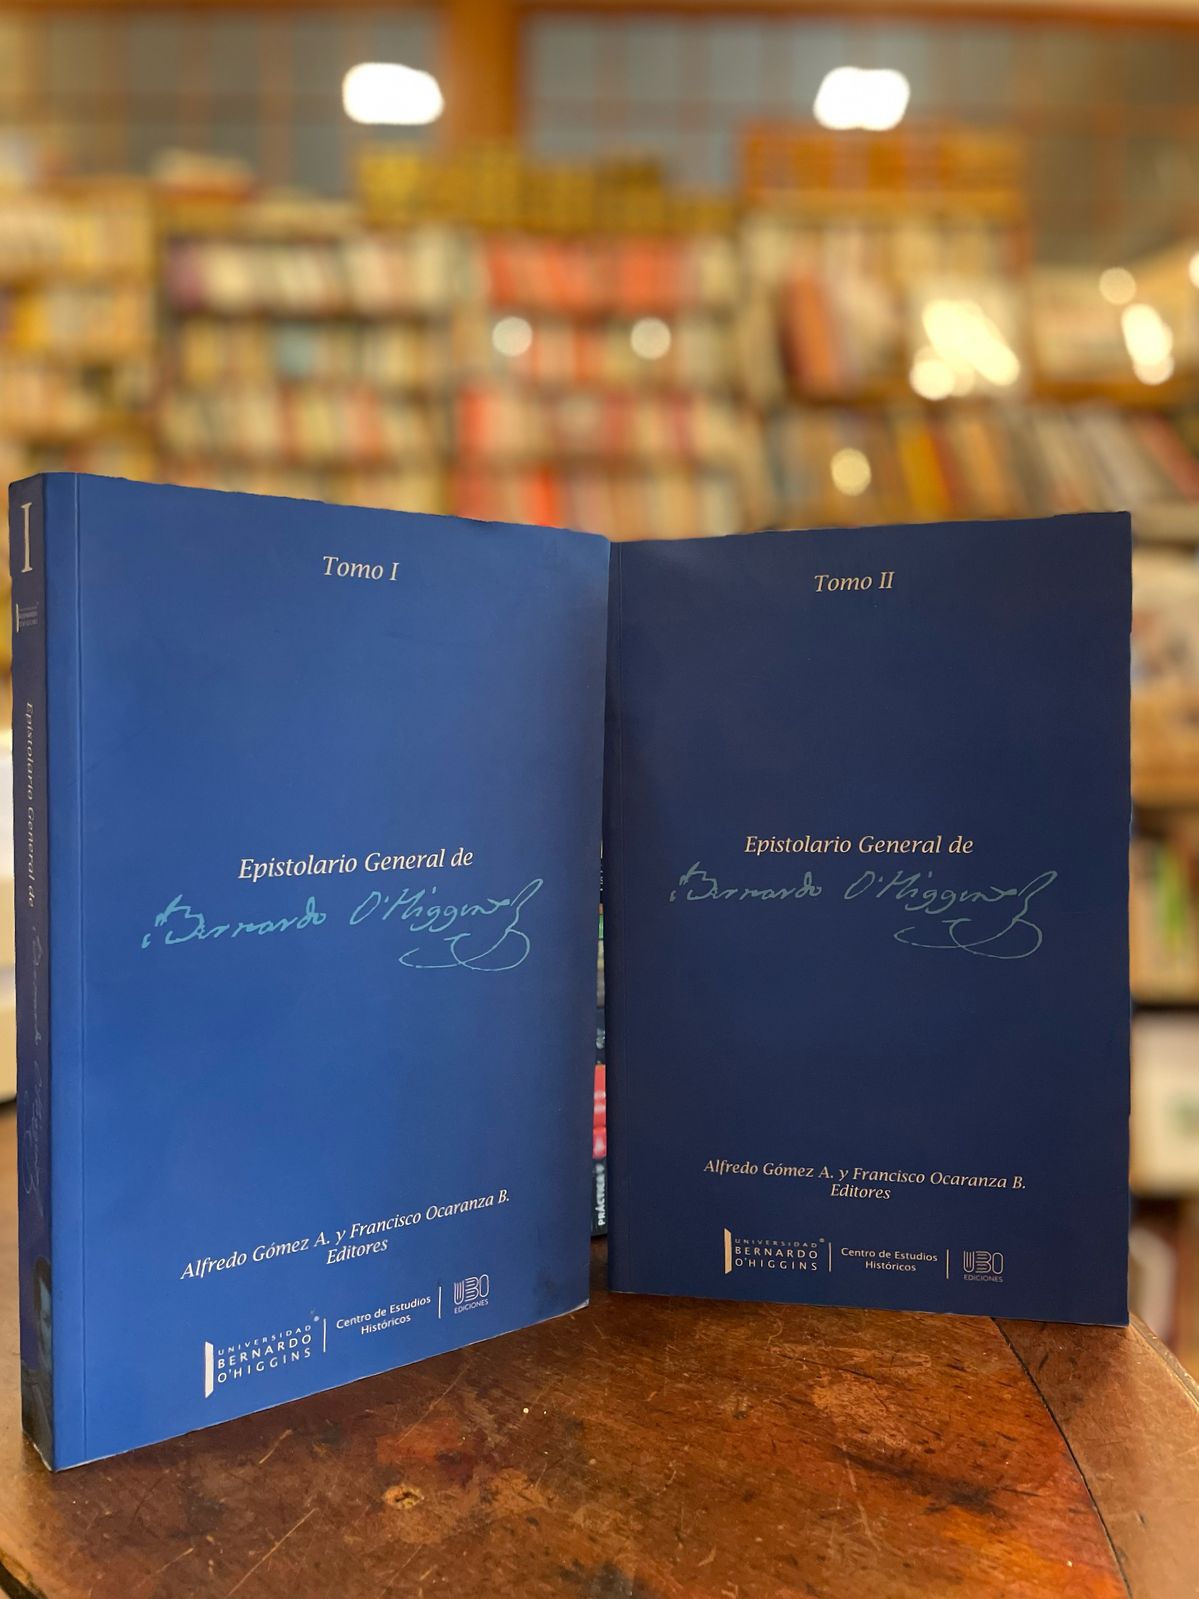 I
Epistolario General de
Tomo I
Epistolario General de
Bernardo O'Higgins
Alfredo Gómez A. y Francisco Ocaranza B.
Editores
UNIVERSIDAD
BERNARDO
O'HIGGINS
Centro de Estudios
Históricos
UBO
EDICIONES
PRÁCTICA
Tomo II
Epistolario General de
Bernardo O'Higgins
Alfredo Gómez A. y Francisco Ocaranza B.
Editores
UNIVERSIDAD
BERNARDO
O'HIGGINS
Centro de Estudios
Históricos
UBO
EDICIONES